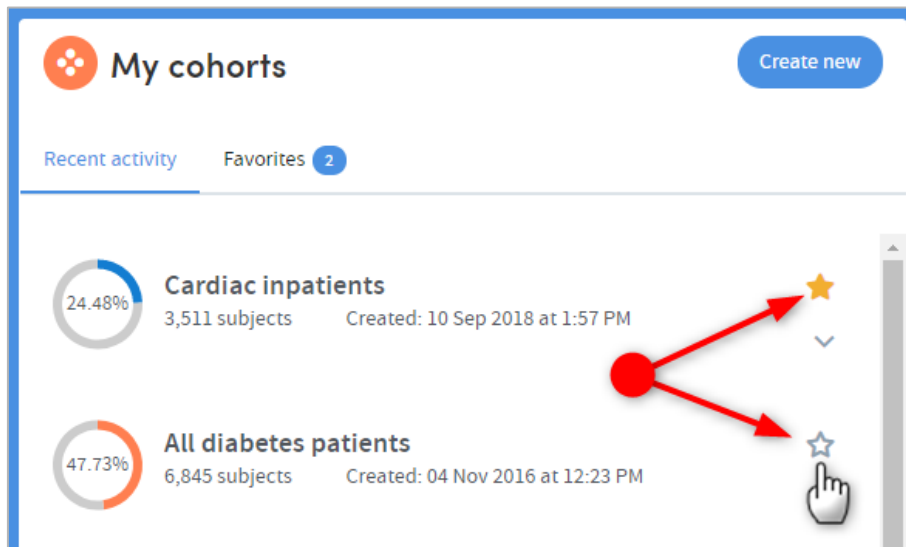 My cohorts
Create new
Recent activity Favorites 2
24.48%
Cardiac inpatients
3,511 subjects Created: 10 Sep 2018 at 1:57 PM
47.73%
All diabetes patients
6,845 subjects Created: 04 Nov 2016 at 12:23 PM